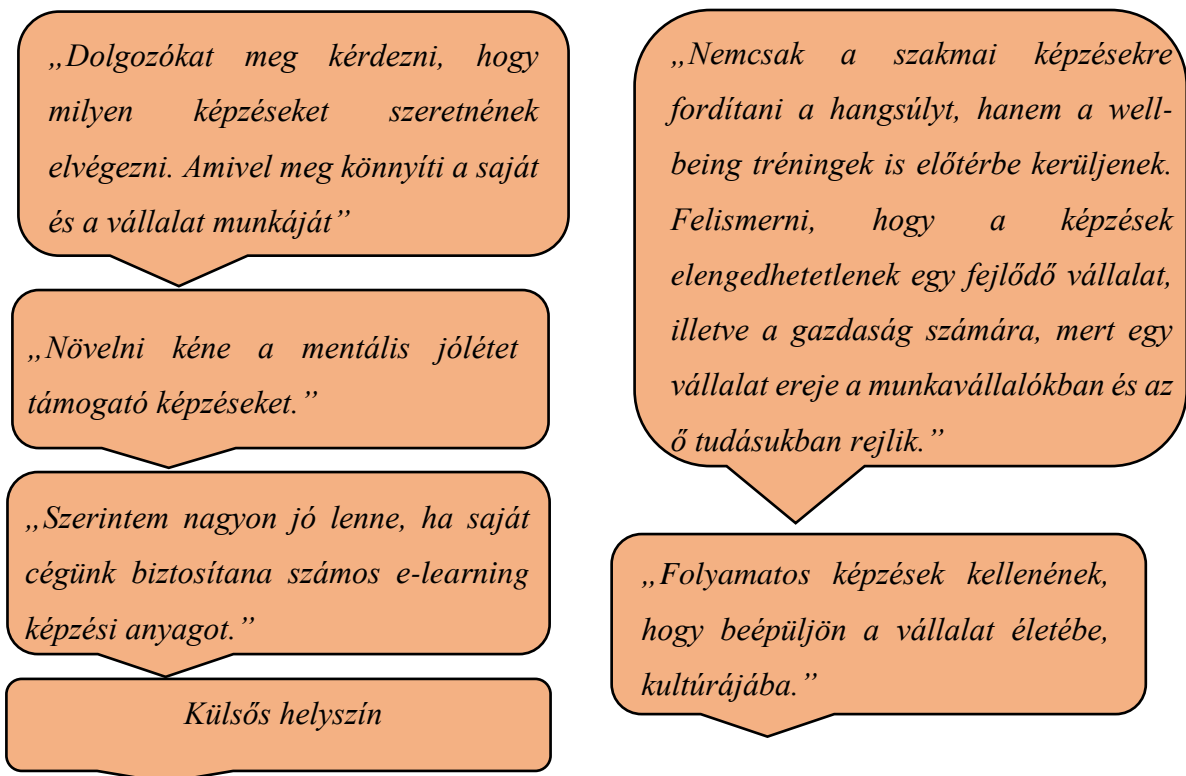 „Dolgozókat meg kérdezni, hogy
milyen képzéseket szeretnének
elvégezni. Amivel meg könnyíti a saját
és a vállalat munkáját”
„Növelni kéne a mentális jólétet
támogató képzéseket.”
„Szerintem nagyon jó lenne, ha saját
cégünk biztosítana számos e-learning
képzési anyagot.”
Külsős helyszín
„Nemcsak a szakmai képzésekre
fordítani a hangsúlyt, hanem a well-
being tréningek is előtérbe kerüljenek.
Felismerni, hogy a képzések
elengedhetetlenek egy fejlődő vállalat,
illetve a gazdaság számára, mert egy
vállalat ereje a munkavállalókban és az
ő tudásukban rejlik.”
„Folyamatos képzések kellenének,
hogy beépüljön a vállalat életébe,
kultúrájába.”